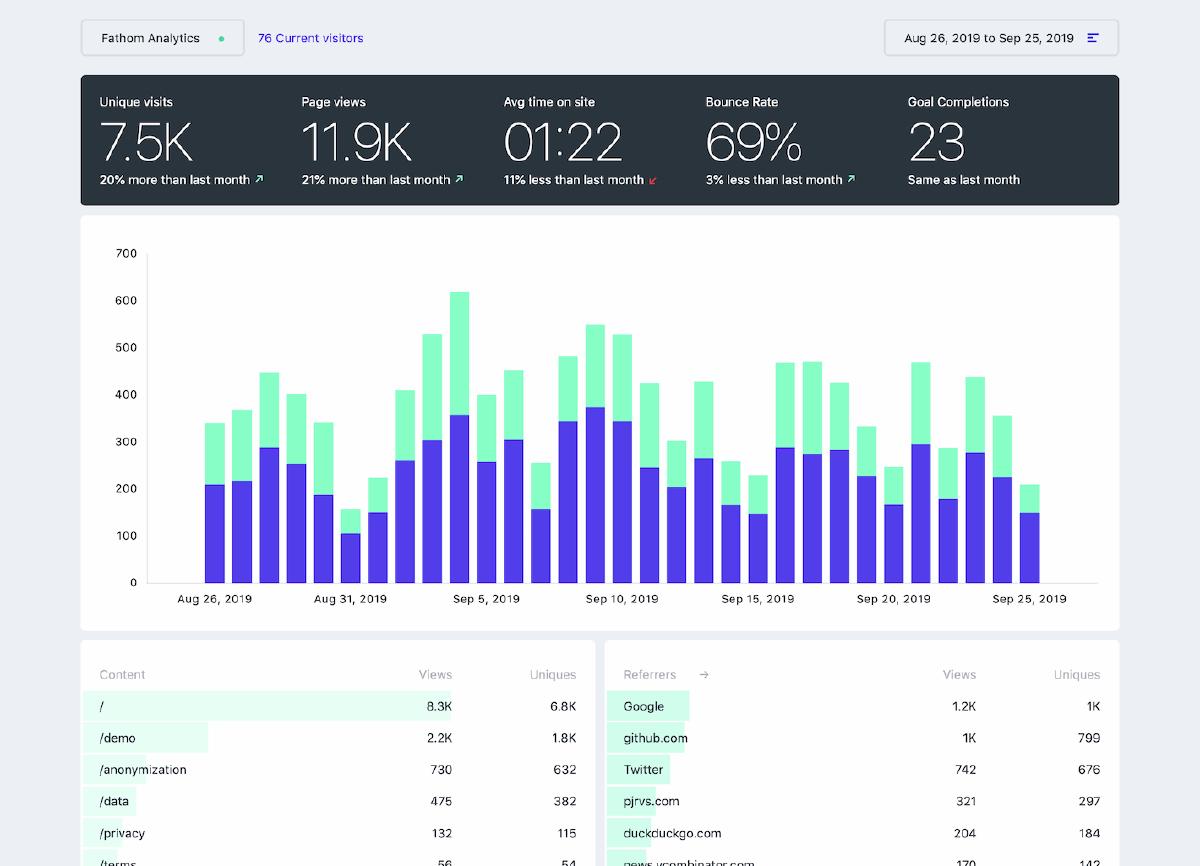 Fathom Analytics 76 Current visitors Aug 26, 2019 to Sep 25, 2019
Unique visits Page views Avg time on site Bounce Rate Goal Completions
7.5K 11.9K 01:22 69% 23
20% more than last month 21% more than last month 11% less than last month 3% less than last month Same as last month
700
600
500
400
300
200
100
0
Aug 26, 2019 Aug 31, 2019 Sep 5, 2019 Sep 10, 2019 Sep 15, 2019 Sep 20, 2019 Sep 25, 2019
Content Views Uniques
/ 8.3K 6.8K
/demo 2.2K 1.8K
/anonymization 730 632
/data 475 382
/privacy 132 115
/terms 56 54
Referrers → Views Uniques
Google 1.2K 1K
github.com 1K 799
Twitter 742 676
pjrvs.com 321 297
duckduckgo.com 204 184
news.ycombinator.com 170 142